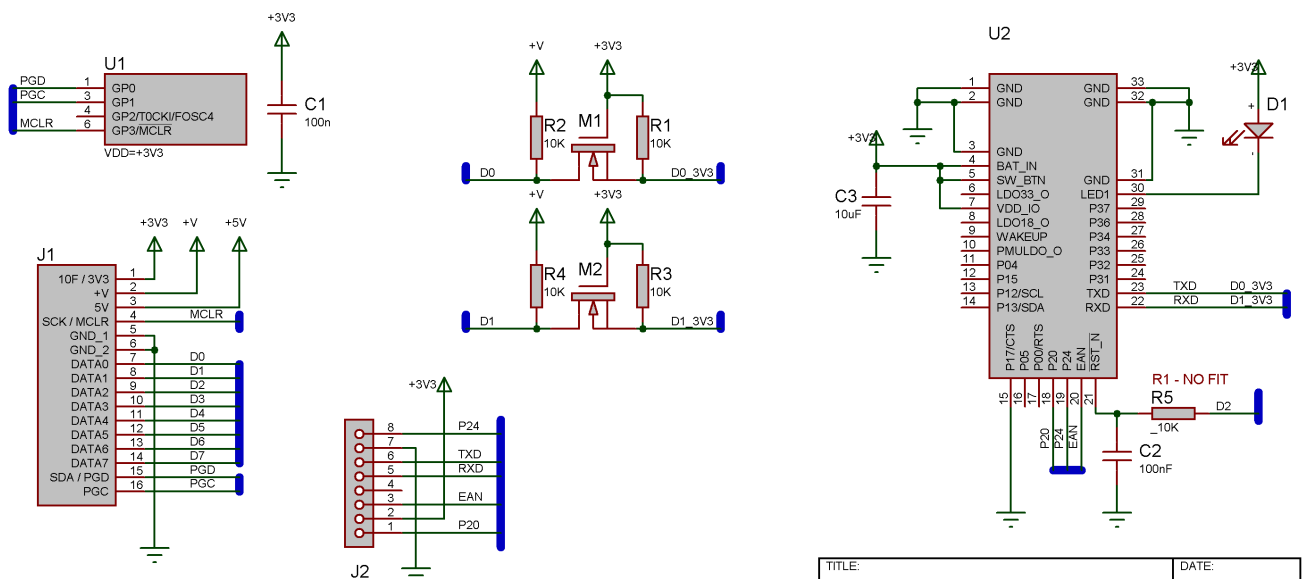 +3V3
U1
PGD 1 GP0
PGC 3 GP1
4 GP2/T0CKI/FOSC4
MCLR 6 GP3/MCLR
VDD=+3V3
C1
100n
+V
+3V3
R2
10K
M1
R1
10K
D0
D0_3V3
+V
+3V3
R4
10K
M2
R3
10K
D1
D1_3V3
+3V3
+V
+5V
J1
10F / 3V3 1
+V 2
5V 3
SCK / MCLR 4 MCLR
GND_1 5
GND_2 6
DATA0 7 D0
DATA1 8 D1
DATA2 9 D2
DATA3 10 D3
DATA4 11 D4
DATA5 12 D5
DATA6 13 D6
DATA7 14 D7
SDA / PGD 15 PGD
PGC 16 PGC
+3V3
8 P24
7
6 TXD
5 RXD
4
3 EAN
2
1 P20
J2
U2
+3V3
D1
+
-
+3V3
C3
10uF
1 GND GND 33
2 GND GND 32
3 GND
4 BAT_IN
5 SW_BTN GND 31
6 LDO33_O LED1 30
7 VDD_IO P37 29
8 LDO18_O P36 28
9 WAKEUP P34 27
10 PMULDO_O P33 26
11 P04 P32 25
12 P15 P31 24
13 P12/SCL TXD 23 TXD D0_3V3
14 P13/SDA RXD 22 RXD D1_3V3
P17/CTS
P05
P00/RTS
P20
P24
EAN
RST_N
15
16
17
18
19
20
21
P20
P24
EAN
R1 - NO FIT
R5
_10K
D2
C2
100nF
TITLE:
DATE: